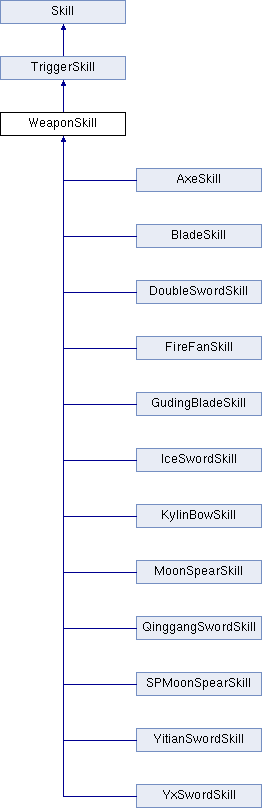 Skill
TriggerSkill
WeaponSkill
AxeSkill
BladeSkill
DoubleSwordSkill
FireFanSkill
GudingBladeSkill
IceSwordSkill
KylinBowSkill
MoonSpearSkill
QinggangSwordSkill
SPMoonSpearSkill
YitianSwordSkill
YxSwordSkill